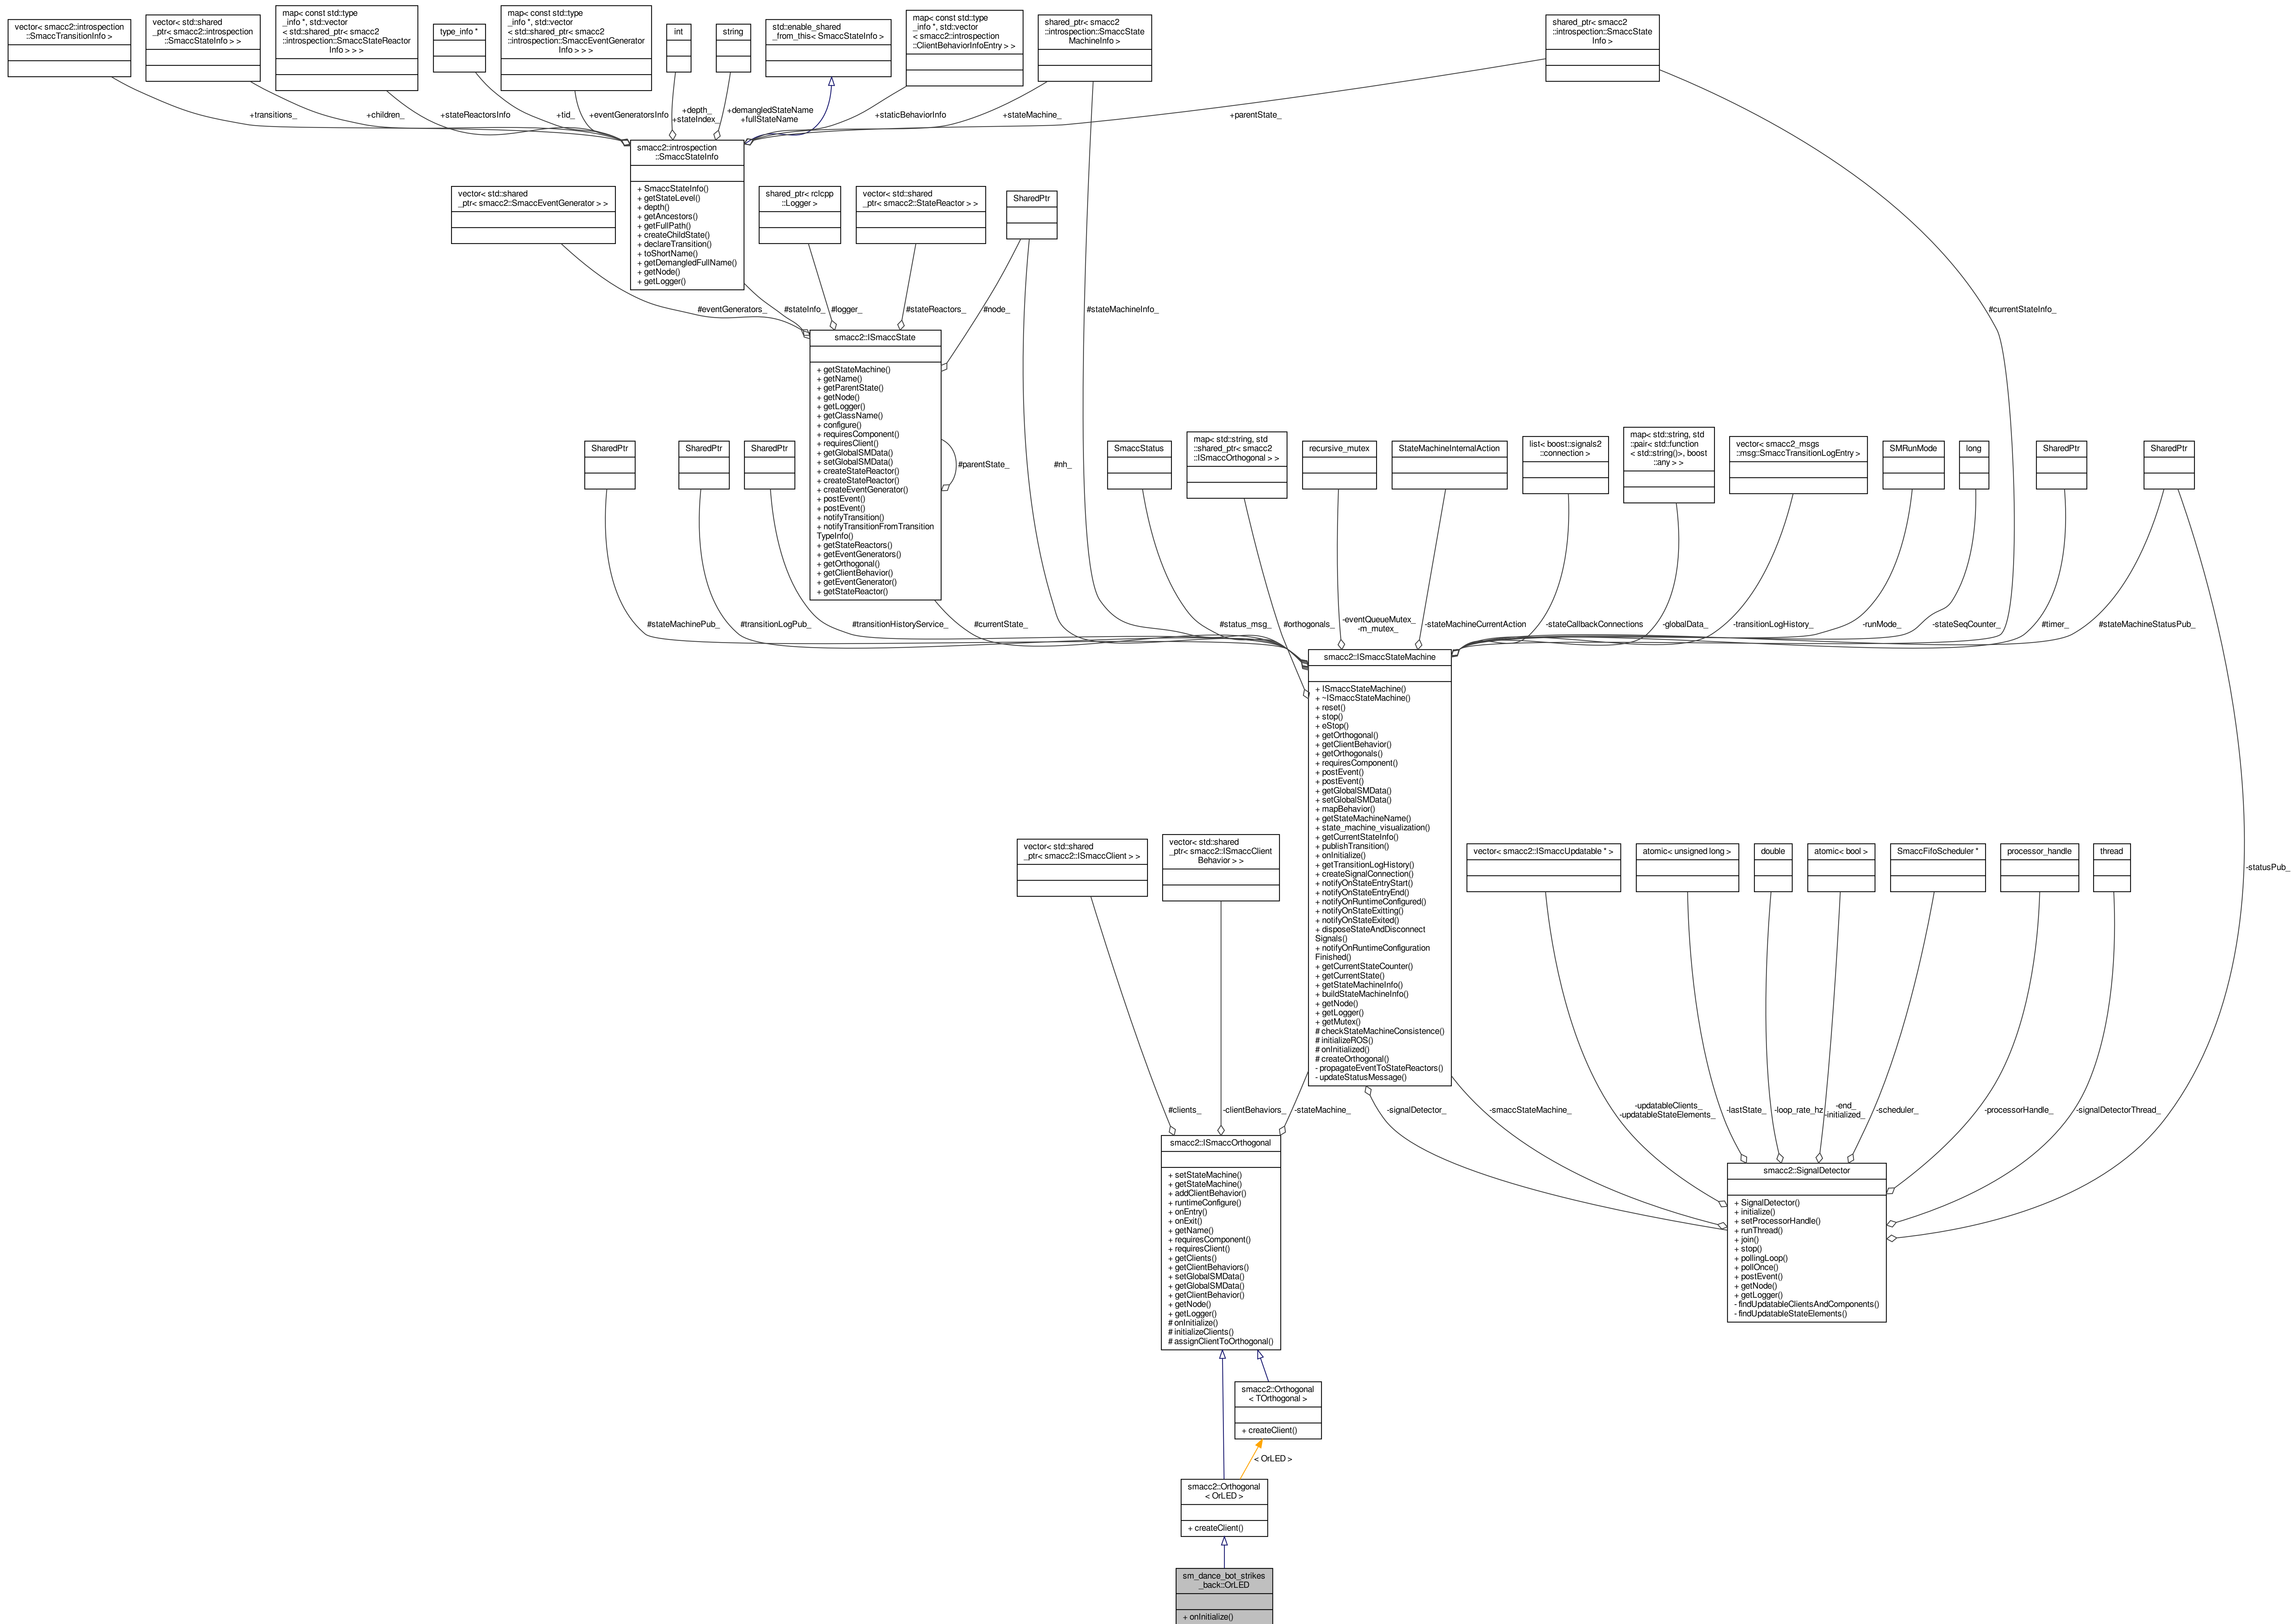 vector< smacc2::introspection
::SmaccTransitionInfo >
vector< std::shared
_ptr< smacc2::introspection
::SmaccStateInfo > >
map< const std::type
_info *, std::vector
< std::shared_ptr< smacc2
::introspection::SmaccStateReactor
Info > > >
type_info *
map< const std::type
_info *, std::vector
< std::shared_ptr< smacc2
::introspection::SmaccEventGenerator
Info > > >
int
string
std::enable_shared
_from_this< SmaccStateInfo >
map< const std::type
_info *, std::vector
< smacc2::introspection
::ClientBehaviorInfoEntry > >
shared_ptr< smacc2
::introspection::SmaccState
MachineInfo >
shared_ptr< smacc2
::introspection::SmaccState
Info >
+transitions_
+children_
+stateReactorsInfo
+tid_
+eventGeneratorsInfo
+depth_
+stateIndex_
+demangledStateName
+fullStateName
+staticBehaviorInfo
+stateMachine_
+parentState_
smacc2::introspection
::SmaccStateInfo
+ SmaccStateInfo()
+ getStateLevel()
+ depth()
+ getAncestors()
+ getFullPath()
+ createChildState()
+ declareTransition()
+ toShortName()
+ getDemangledFullName()
+ getNode()
+ getLogger()
vector< std::shared
_ptr< smacc2::SmaccEventGenerator > >
shared_ptr< rclcpp
::Logger >
vector< std::shared
_ptr< smacc2::StateReactor > >
SharedPtr
#eventGenerators_
#stateInfo_
#logger_
#stateReactors_
#node_
#stateMachineInfo_
#currentStateInfo_
smacc2::ISmaccState
+ getStateMachine()
+ getName()
+ getParentState()
+ getNode()
+ getLogger()
+ getClassName()
+ configure()
+ requiresComponent()
+ requiresClient()
+ getGlobalSMData()
+ setGlobalSMData()
+ createStateReactor()
+ createStateReactor()
+ createEventGenerator()
+ postEvent()
+ postEvent()
+ notifyTransition()
+ notifyTransitionFromTransition
TypeInfo()
+ getStateReactors()
+ getEventGenerators()
+ getOrthogonal()
+ getClientBehavior()
+ getEventGenerator()
+ getStateReactor()
#parentState_
#nh_
SharedPtr
SharedPtr
SharedPtr
SmaccStatus
map< std::string, std
::shared_ptr< smacc2
::ISmaccOrthogonal > >
recursive_mutex
StateMachineInternalAction
list< boost::signals2
::connection >
map< std::string, std
::pair< std::function
< std::string()>, boost
::any > >
vector< smacc2_msgs
::msg::SmaccTransitionLogEntry >
SMRunMode
long
SharedPtr
SharedPtr
#stateMachinePub_
#transitionLogPub_
#transitionHistoryService_
#currentState_
#status_msg_
#orthogonals_
-eventQueueMutex_
-m_mutex_
-stateMachineCurrentAction
-stateCallbackConnections
-globalData_
-transitionLogHistory_
-runMode_
-stateSeqCounter_
#timer_
#stateMachineStatusPub_
smacc2::ISmaccStateMachine
+ ISmaccStateMachine()
+ ~ISmaccStateMachine()
+ reset()
+ stop()
+ eStop()
+ getOrthogonal()
+ getClientBehavior()
+ getOrthogonals()
+ requiresComponent()
+ postEvent()
+ postEvent()
+ getGlobalSMData()
+ setGlobalSMData()
+ mapBehavior()
+ getStateMachineName()
+ state_machine_visualization()
+ getCurrentStateInfo()
+ publishTransition()
+ onInitialize()
+ getTransitionLogHistory()
+ createSignalConnection()
+ notifyOnStateEntryStart()
+ notifyOnStateEntryEnd()
+ notifyOnRuntimeConfigured()
+ notifyOnStateExitting()
+ notifyOnStateExited()
+ disposeStateAndDisconnect
Signals()
+ notifyOnRuntimeConfiguration
Finished()
+ getCurrentStateCounter()
+ getCurrentState()
+ getStateMachineInfo()
+ buildStateMachineInfo()
+ getNode()
+ getLogger()
+ getMutex()
# checkStateMachineConsistence()
# initializeROS()
# onInitialized()
# createOrthogonal()
- propagateEventToStateReactors()
- updateStatusMessage()
vector< std::shared
_ptr< smacc2::ISmaccClient > >
vector< std::shared
_ptr< smacc2::ISmaccClient
Behavior > >
vector< smacc2::ISmaccUpdatable * >
atomic< unsigned long >
double
atomic< bool >
SmaccFifoScheduler *
processor_handle
thread
-statusPub_
#clients_
-clientBehaviors_
-stateMachine_
-signalDetector_
-smaccStateMachine_
-updatableClients_
-updatableStateElements_
-lastState_
-loop_rate_hz
-end_
-initialized_
-scheduler_
-processorHandle_
-signalDetectorThread_
smacc2::ISmaccOrthogonal
+ setStateMachine()
+ getStateMachine()
+ addClientBehavior()
+ runtimeConfigure()
+ onEntry()
+ onExit()
+ getName()
+ requiresComponent()
+ requiresClient()
+ getClients()
+ getClientBehaviors()
+ setGlobalSMData()
+ getGlobalSMData()
+ getClientBehavior()
+ getNode()
+ getLogger()
# onInitialize()
# initializeClients()
# assignClientToOrthogonal()
smacc2::SignalDetector
+ SignalDetector()
+ initialize()
+ setProcessorHandle()
+ runThread()
+ join()
+ stop()
+ pollingLoop()
+ pollOnce()
+ postEvent()
+ getNode()
+ getLogger()
- findUpdatableClientsAndComponents()
- findUpdatableStateElements()
smacc2::Orthogonal
< TOrthogonal >
+ createClient()
< OrLED >
smacc2::Orthogonal
< OrLED >
+ createClient()
sm_dance_bot_strikes
_back::OrLED
+ onInitialize()